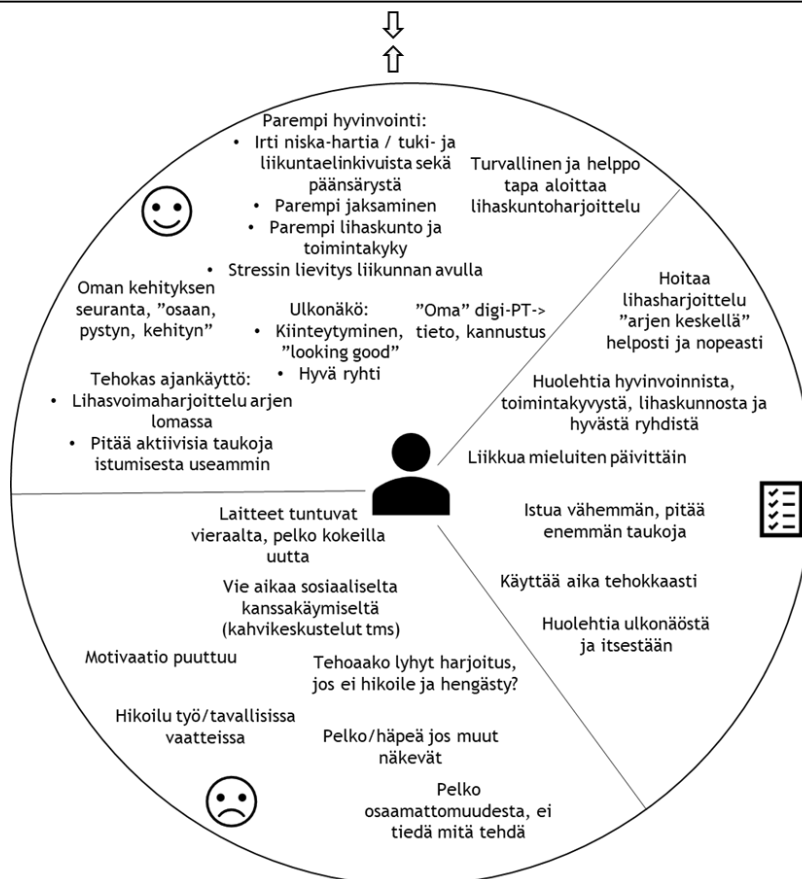 Parempi hyvinvointi:
• Irti niska-hartia / tuki- ja
liikuntaelinkivuista sekä
päänsärystä
• Parempi jaksaminen
• Parempi lihaskunto ja
toimintakyky
• Stressin lievitys liikunnan avulla
Turvallinen ja helppo
tapa aloittaa
lihaskuntoharjoittelu
Oman kehityksen
seuranta, ”osaan,
pystyn, kehityn”
Ulkonäkö:
• Kiinteytyminen,
”looking good”
• Hyvä ryhti
”Oma” digi-PT->
tieto, kannustus
Tehokas ajankäyttö:
• Lihasvoimaharjoittelu arjen
lomassa
• Pitää aktiivisia taukoja
istumisesta useammin
Hoitaa
lihasharjoittelu
”arjen keskellä”
helposti ja nopeasti
Huolehtia hyvinvoinnista,
toimintakyvystä, lihaskunnosta ja
hyvästä ryhdistä
Liikkua mieluiten päivittäin
Istua vähemmän, pitää
enemmän taukoja
Käyttää aika tehokkaasti
Huolehtia ulkonäöstä
ja itsestään
Laitteet tuntuvat
vieraalta, pelko kokeilla
uutta
Vie aikaa sosiaaliselta
kanssakäymiseltä
(kahvikeskustelut tms)
Motivaatio puuttuu
Tehoaako lyhyt harjoitus,
jos ei hikoile ja hengästy?
Hikoilu työ/tavallisissa
vaatteissa
Pelko/häpeä jos muut
näkevät
Pelko
osaamattomuudesta, ei
tiedä mitä tehdä